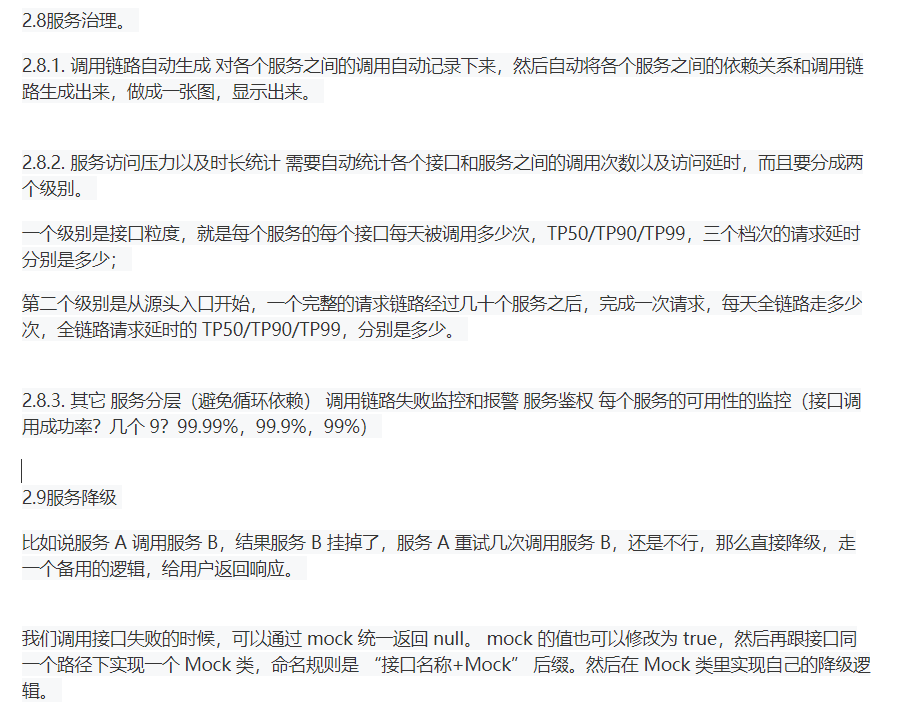 2.8服务治理。
2.8.1. 调用链路自动生成 对各个服务之间的调用自动记录下来，然后自动将各个服务之间的依赖关系和调用链
路生成出来，做成一张图，显示出来。
2.8.2. 服务访问压力以及时长统计 需要自动统计各个接口和服务之间的调用次数以及访问延时，而且要分成两
个级别。
一个级别是接口粒度，就是每个服务的每个接口每天被调用多少次，TP50/TP90/TP99，三个档次的请求延时
分别是多少；
第二个级别是从源头入口开始，一个完整的请求链路经过几十个服务之后，完成一次请求，每天全链路走多少
次，全链路请求延时的 TP50/TP90/TP99，分别是多少。
2.8.3. 其它 服务分层（避免循环依赖） 调用链路失败监控和报警 服务鉴权 每个服务的可用性的监控（接口调
用成功率？几个 9？99.99%，99.9%，99%）
2.9服务降级
比如说服务 A 调用服务 B，结果服务 B 挂掉了，服务 A 重试几次调用服务 B，还是不行，那么直接降级，走
一个备用的逻辑，给用户返回响应。
我们调用接口失败的时候，可以通过 mock 统一返回 null。 mock 的值也可以修改为 true，然后再跟接口同
一个路径下实现一个 Mock 类，命名规则是 “接口名称+Mock” 后缀。然后在 Mock 类里实现自己的降级逻
辑。